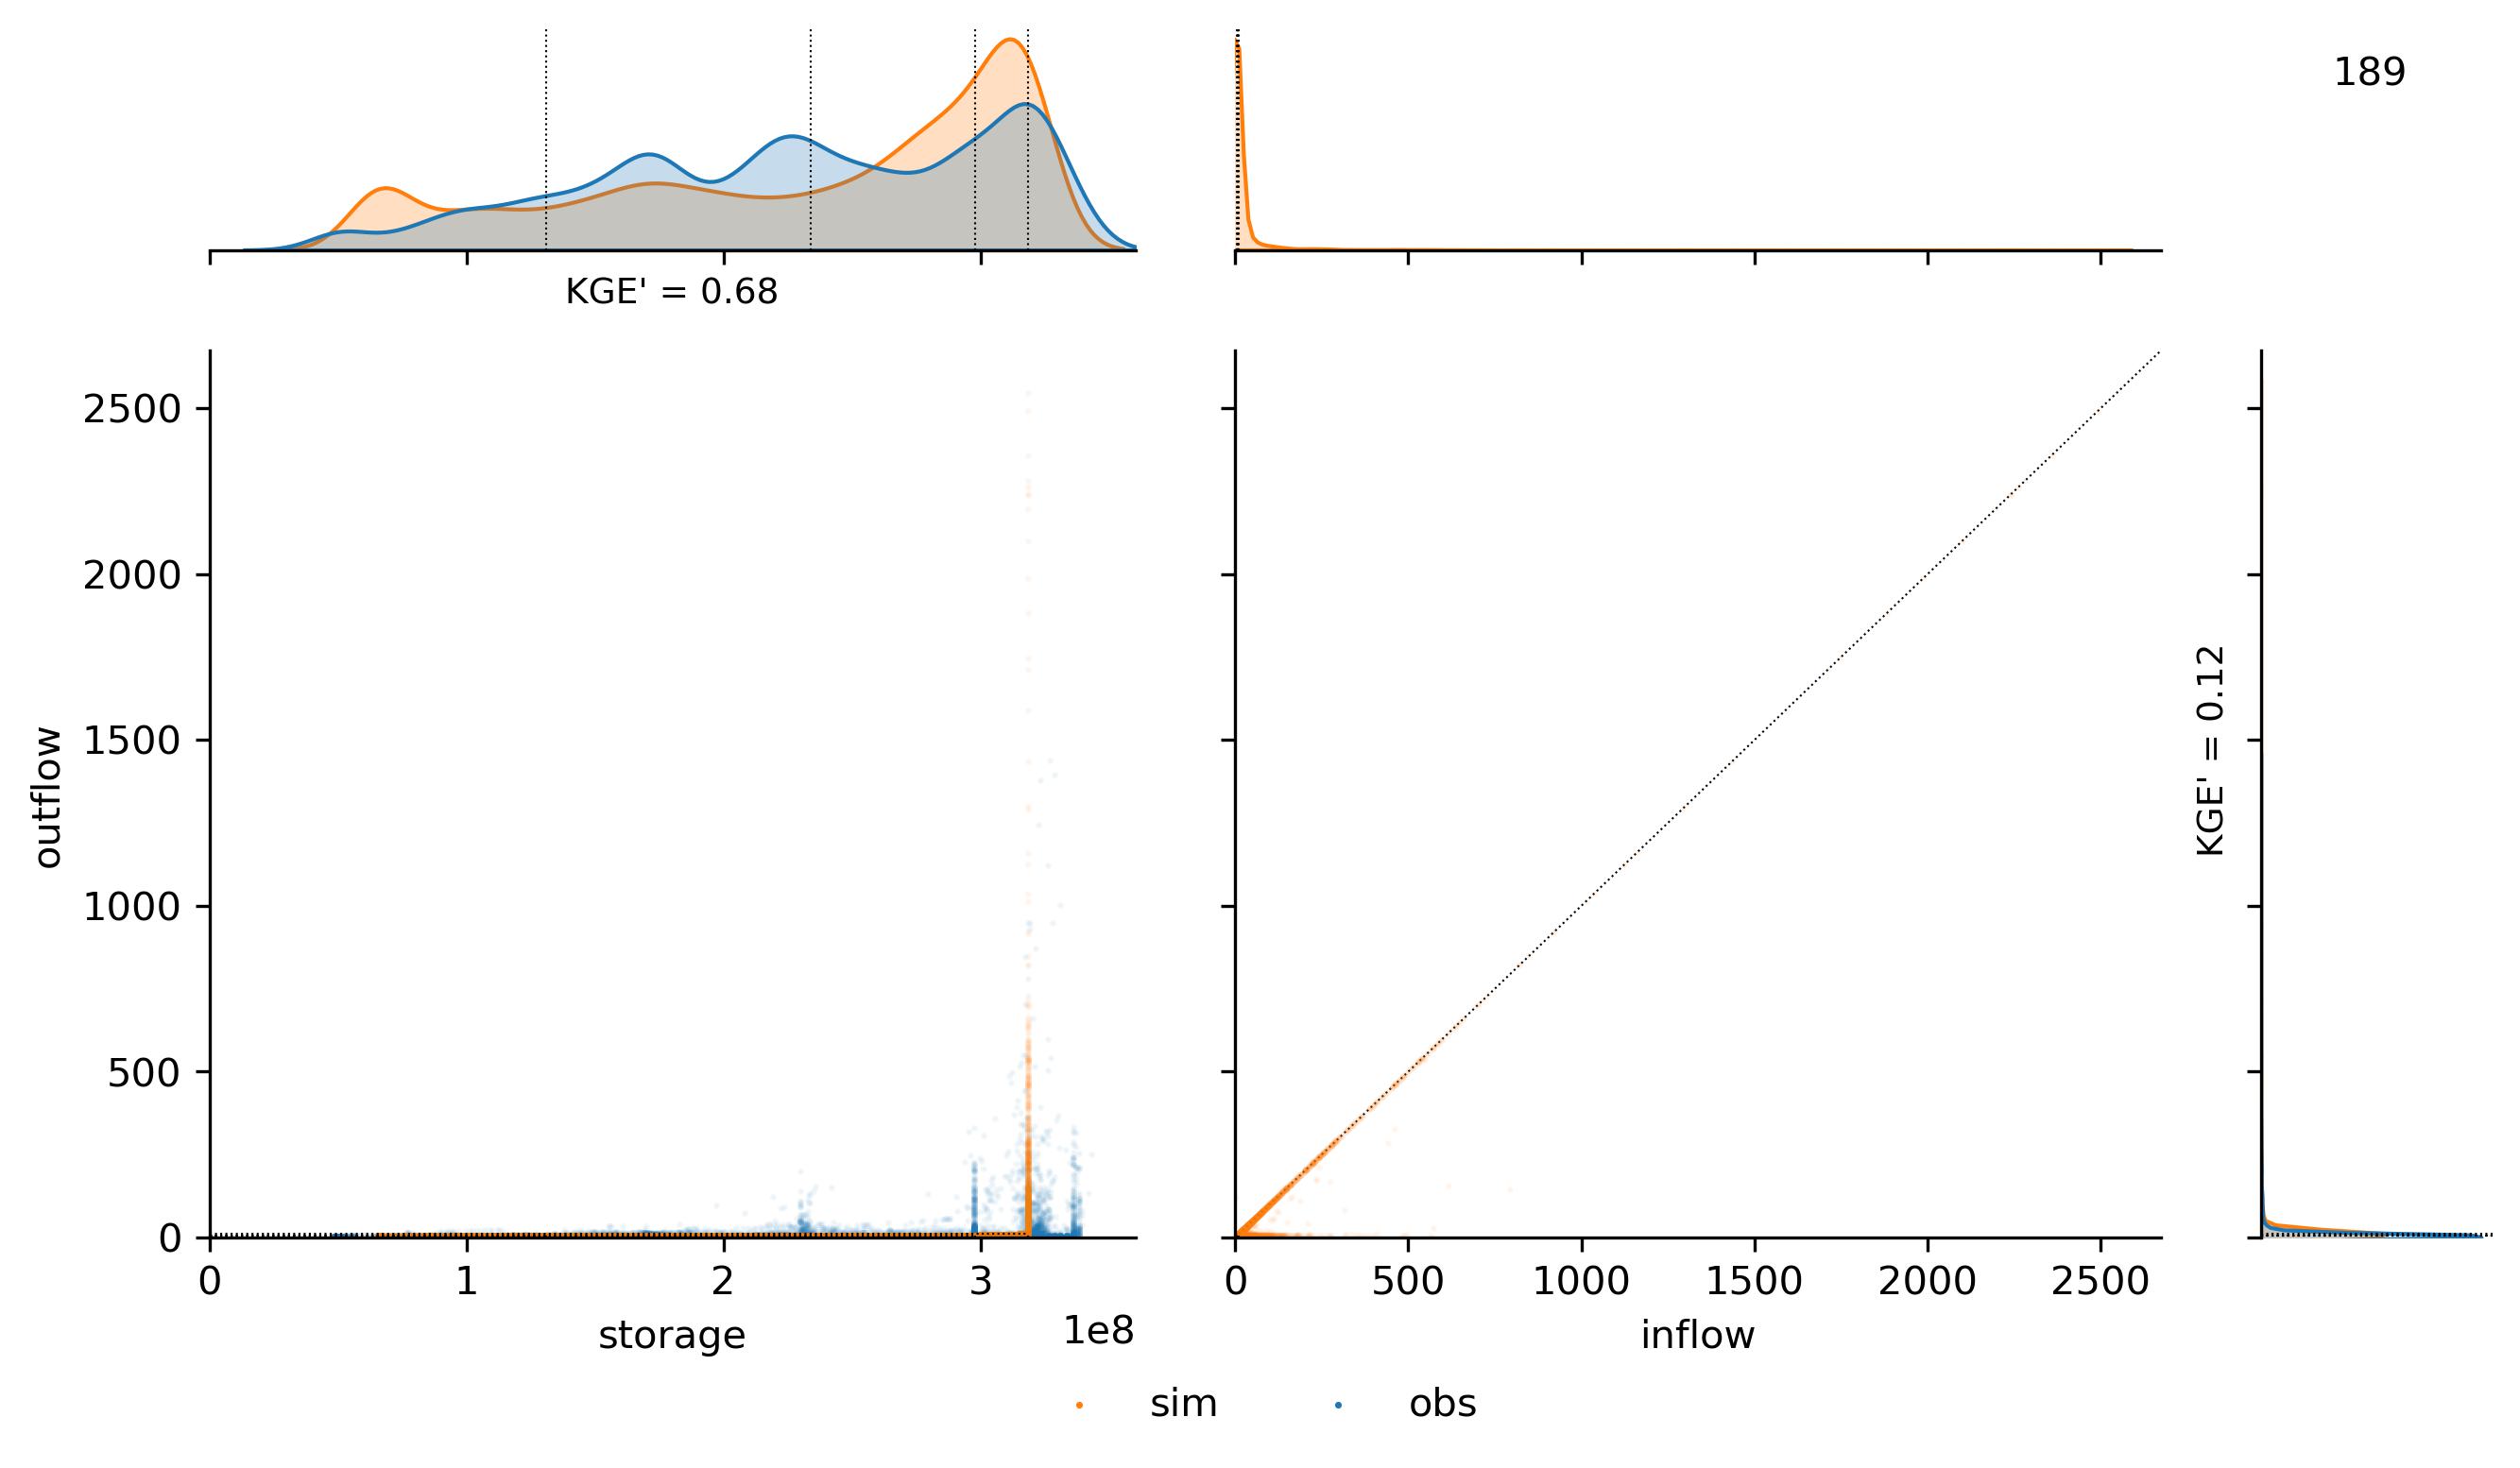 189
KGE' = 0.68
2500
2000
1500
1000
500
0
outflow
KGE' = 0.12
0 1 2 3
0 500 1000 1500 2000 2500
1e8
storage
inflow
sim obs